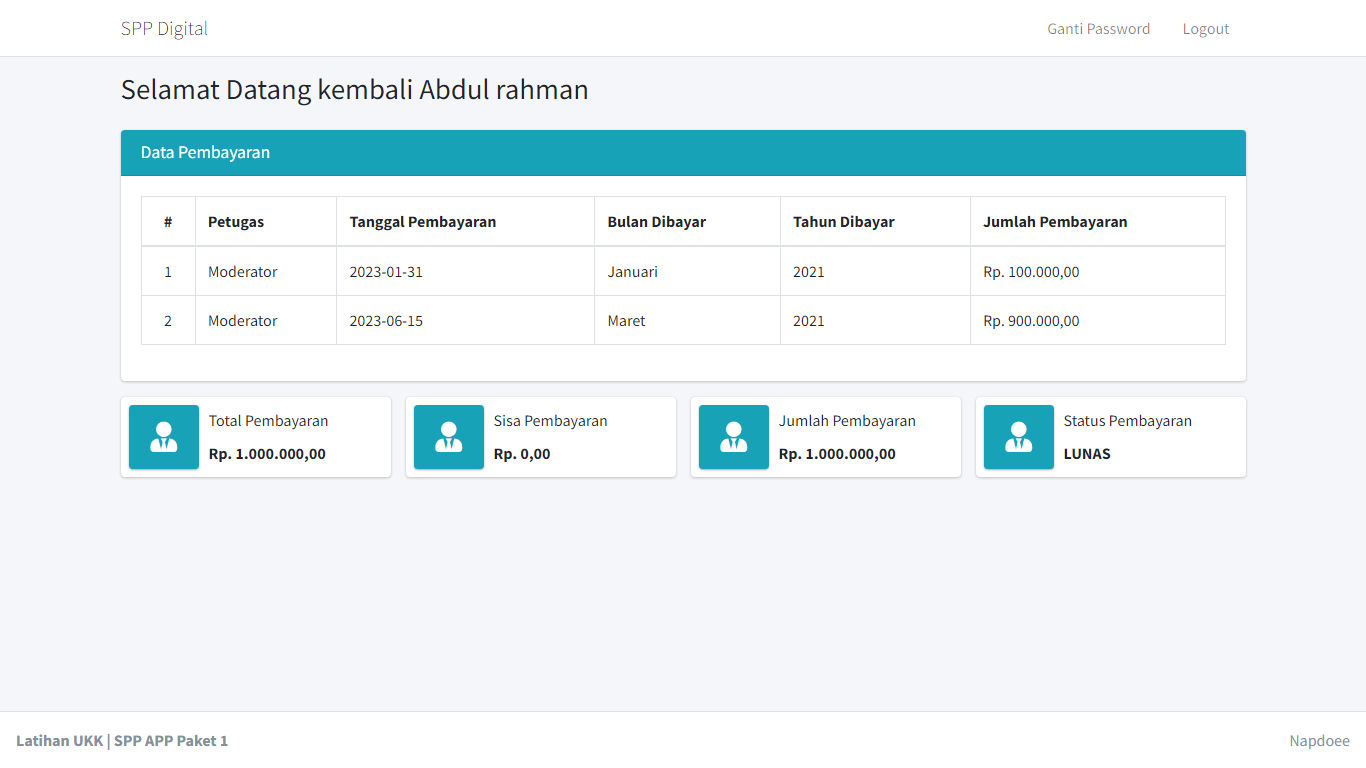 SPP Digital Ganti Password Logout
Selamat Datang kembali Abdul rahman
Data Pembayaran
# Petugas Tanggal Pembayaran Bulan Dibayar Tahun Dibayar Jumlah Pembayaran
1 Moderator 2023-01-31 Januari 2021 Rp. 100.000,00
2 Moderator 2023-06-15 Maret 2021 Rp. 900.000,00
Total Pembayaran
Rp. 1.000.000,00
Sisa Pembayaran
Rp. 0,00
Jumlah Pembayaran
Rp. 1.000.000,00
Status Pembayaran
LUNAS
Latihan UKK | SPP APP Paket 1 Napdoee